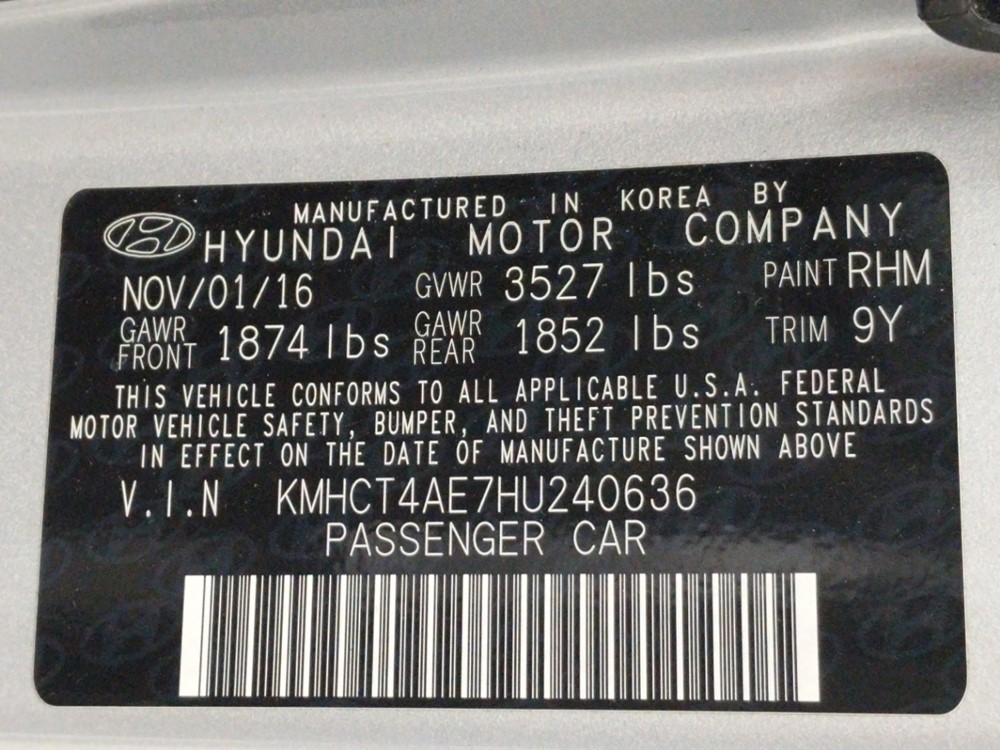 MANUFACTURED IN KOREA BY
HYUNDAI MOTOR COMPANY
NOV/01/16 GVWR 3527 lbs PAINT RHM
GAWR FRONT 1874 lbs GAWR REAR 1852 lbs TRIM 9Y
THIS VEHICLE CONFORMS TO ALL APPLICABLE U.S.A. FEDERAL
MOTOR VEHICLE SAFETY, BUMPER, AND THEFT PREVENTION STANDARDS
IN EFFECT ON THE DATE OF MANUFACTURE SHOWN ABOVE
V.I.N KMHCT4AE7HU240636
PASSENGER CAR